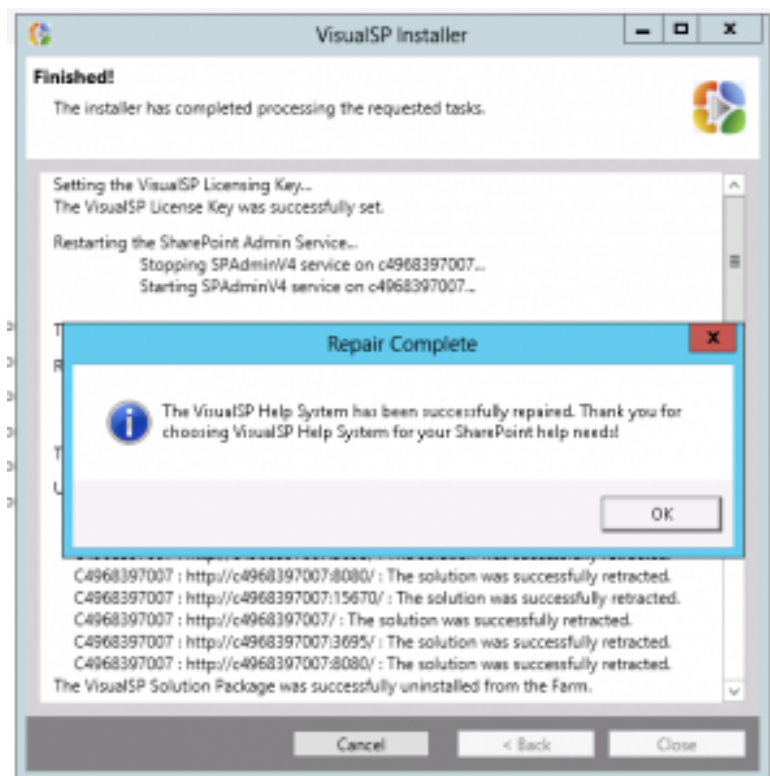 VisualSP Installer
Finished!
The installer has completed processing the requested tasks.
Setting the VisualSP Licensing Key...
The VisualSP License Key was successfully set.
Restarting the SharePoint Admin Service...
Stopping SPAdminV4 service on c4968397007...
Starting SPAdminV4 service on c4968397007...
T
R
Repair Complete
The VisualSP Help System has been successfully repaired. Thank you for
choosing VisualSP Help System for your SharePoint help needs!
T
U
OK
C4968397007 : http://c4968397007:8080/ : The solution was successfully retracted.
C4968397007 : http://c4968397007:15670/ : The solution was successfully retracted.
C4968397007 : http://c4968397007/ : The solution was successfully retracted.
C4968397007 : http://c4968397007:3695/ : The solution was successfully retracted.
C4968397007 : http://c4968397007:8080/ : The solution was successfully retracted.
The VisualSP Solution Package was successfully uninstalled from the Farm.
Cancel
< Back
Close